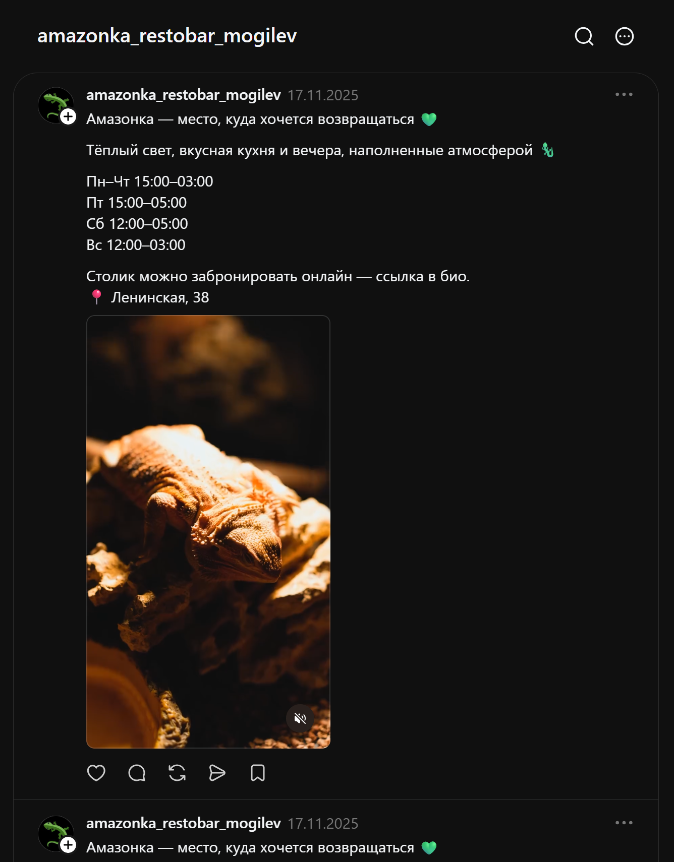 amazonka_restobar_mogilev
amazonka_restobar_mogilev 17.11.2025
Амазонка — место, куда хочется возвращаться 💚
Тёплый свет, вкусная кухня и вечера, наполненные атмосферой 🦎
Пн–Чт 15:00–03:00
Пт 15:00–05:00
Сб 12:00–05:00
Вс 12:00–03:00
Столик можно забронировать онлайн — ссылка в био.
📍 Ленинская, 38
amazonka_restobar_mogilev 17.11.2025
Амазонка — место, куда хочется возвращаться 💚